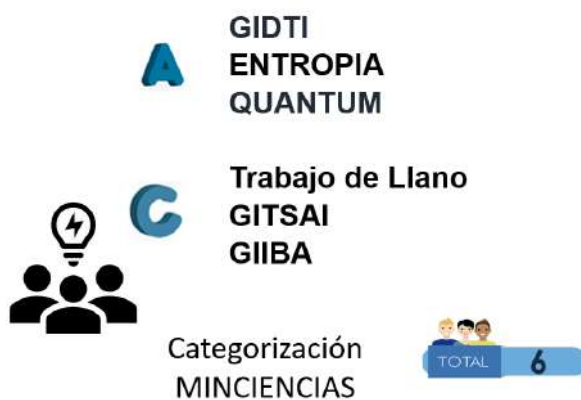 GIDTI
A
ENTROPIA
QUANTUM
Trabajo de Llano
C
GITSAI
GIIBA
Categorización
MINCIENCIAS
TOTAL 6